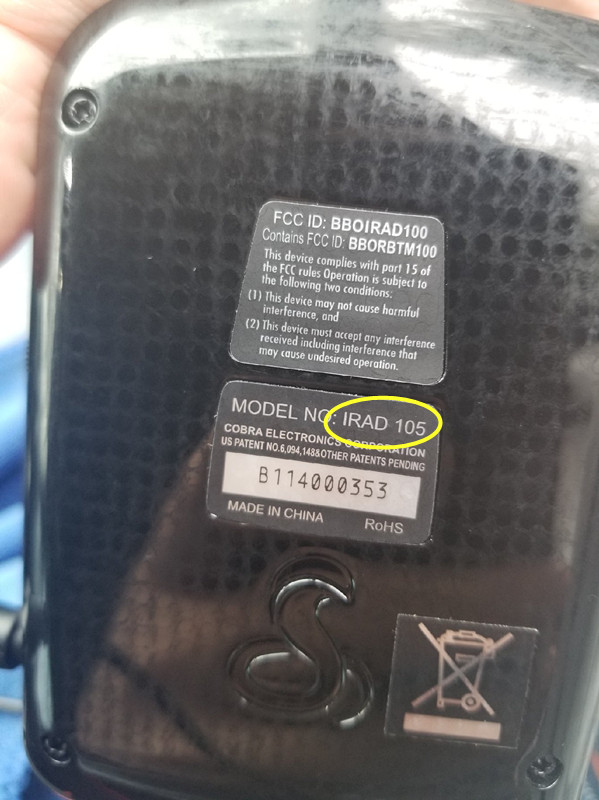 FCC ID: BBOIRAD100
Contains FCC ID: BBORBTM100
This device complies with part 15 of
the FCC rules Operation is subject to
the following two conditions:
(1) This device may not cause harmful
interference, and
(2) This device must accept any interference
received including interference that
may cause undesired operation.
MODEL NO: IRAD 105
COBRA ELECTRONICS CORPORATION
US PATENT NO.6,094,148&OTHER PATENTS PENDING
B114000353
MADE IN CHINA RoHS